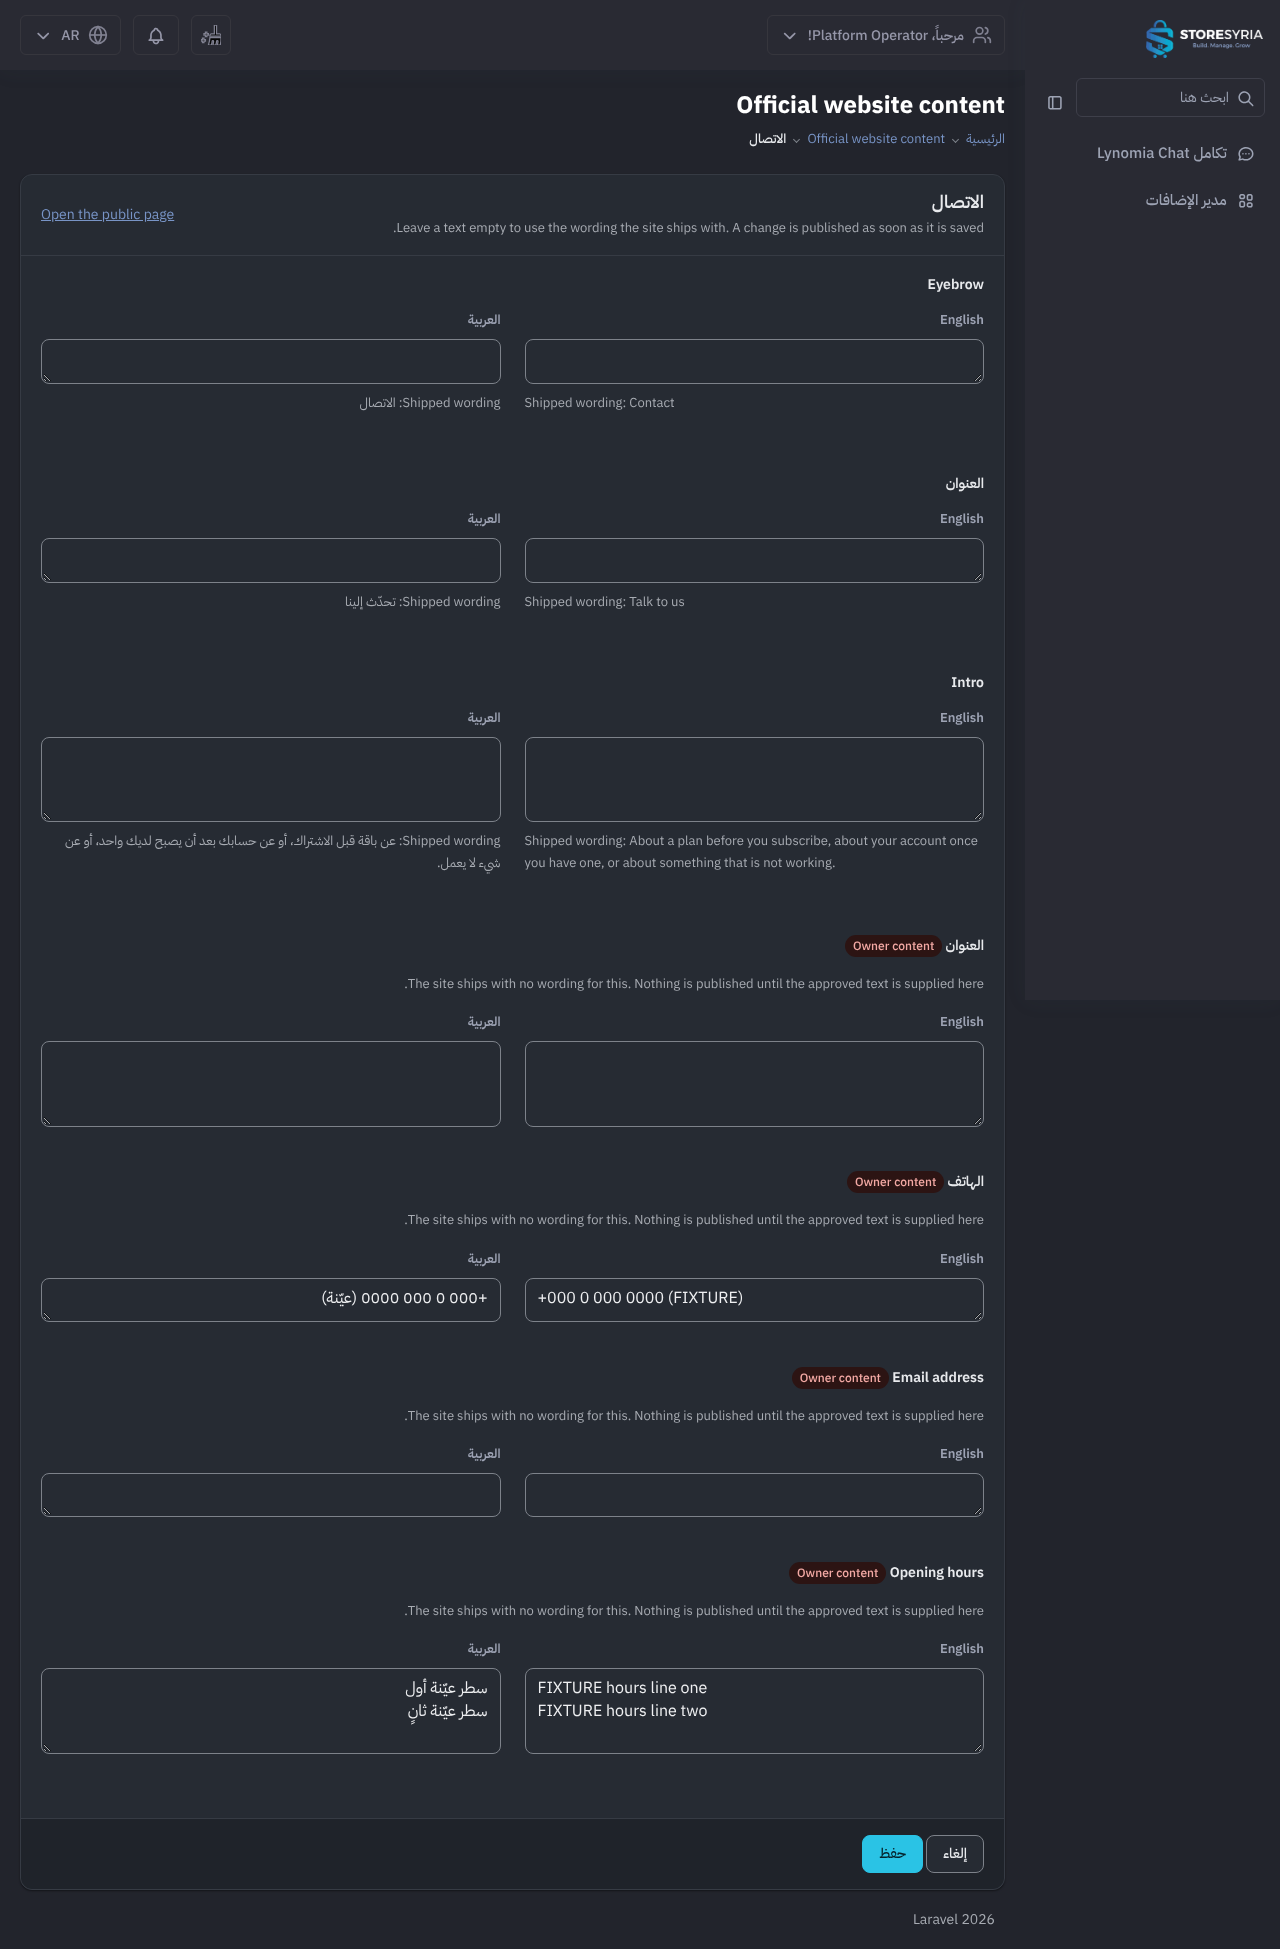 STORESYRIA
Build. Manage. Grow
مرحباً، Platform Operator!
AR
ابحث هنا
تكامل Lynomia Chat
مدير الإضافات
Official website content
الرئيسية
Official website content
الاتصال
الاتصال
Leave a text empty to use the wording the site ships with. A change is published as soon as it is saved.
Open the public page
Eyebrow
English
العربية
Shipped wording: Contact
Shipped wording: الاتصال
العنوان
English
العربية
Shipped wording: Talk to us
Shipped wording: تحدّث إلينا
Intro
English
العربية
Shipped wording: About a plan before you subscribe, about your account once
you have one, or about something that is not working.
Shipped wording: عن باقة قبل الاشتراك، أو عن حسابك بعد أن يصبح لديك واحد، أو عن
شيء لا يعمل.
العنوان Owner content
The site ships with no wording for this. Nothing is published until the approved text is supplied here.
English
العربية
الهاتف Owner content
The site ships with no wording for this. Nothing is published until the approved text is supplied here.
English
العربية
+000 0 000 0000 (FIXTURE)
+000 0 000 0000 (عيّنة)
Email address Owner content
The site ships with no wording for this. Nothing is published until the approved text is supplied here.
English
العربية
Opening hours Owner content
The site ships with no wording for this. Nothing is published until the approved text is supplied here.
English
العربية
FIXTURE hours line one
FIXTURE hours line two
سطر عيّنة أول
سطر عيّنة ثانٍ
إلغاء
حفظ
Laravel 2026